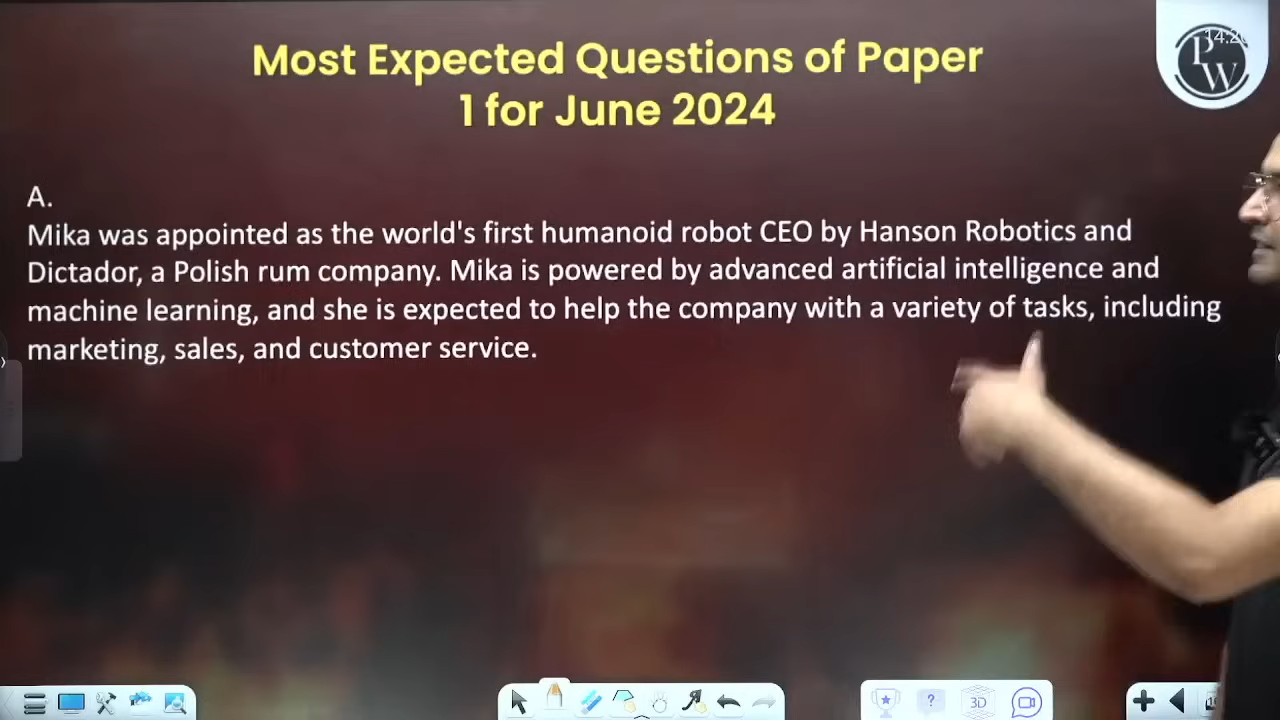 Most Expected Questions of Paper
1 for June 2024
PW
A.
Mika was appointed as the world's first humanoid robot CEO by Hanson Robotics and
Dictador, a Polish rum company. Mika is powered by advanced artificial intelligence and
machine learning, and she is expected to help the company with a variety of tasks, including
marketing, sales, and customer service.
?
3D